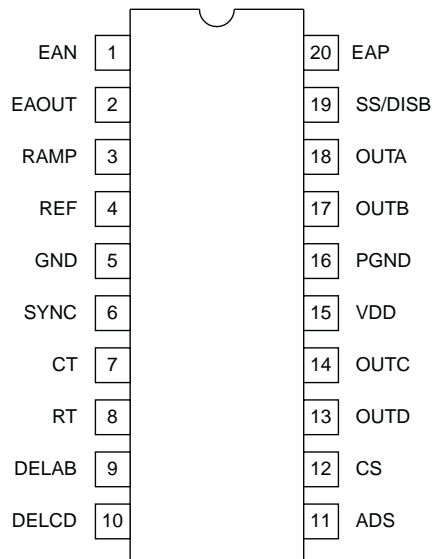 EAN 1 20 EAP
EAOUT 2 19 SS/DISB
RAMP 3 18 OUTA
REF 4 17 OUTB
GND 5 16 PGND
SYNC 6 15 VDD
CT 7 14 OUTC
RT 8 13 OUTD
DELAB 9 12 CS
DELCD 10 11 ADS